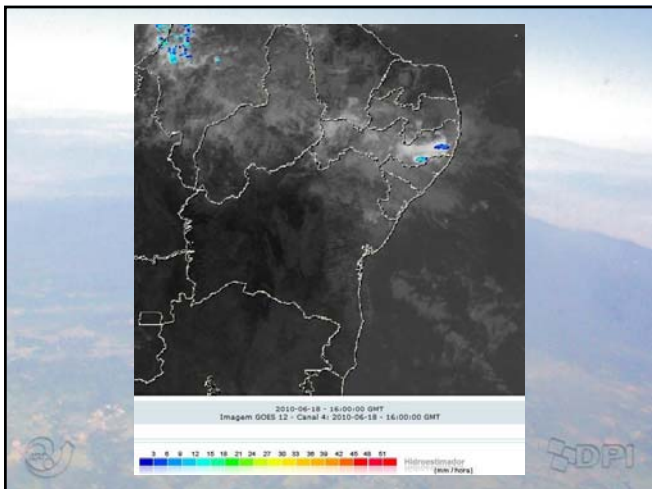 2010-06-18 - 16:00:00 GMT
Imagem GOES 12 - Canal 4: 2010-06-18 - 16:00:00 GMT
3 6 9 12 15 18 21 24 27 30 33 36 39 42 45 48 51
Hidroestimador
(mm/hora)
DPI